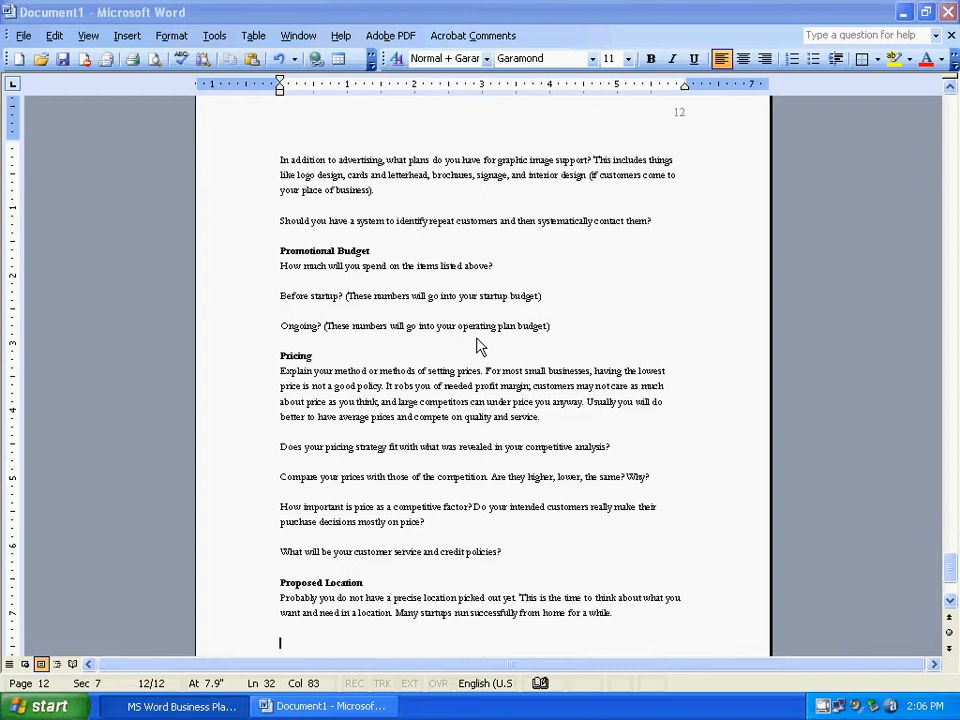 Document1 - Microsoft Word
File Edit View Insert Format Tools Table Window Help Adobe PDF Acrobat Comments Type a question for help
Normal + Garar Garamond 11 B I U
1 1 2 3 4 5 7
12
In addition to advertising, what plans do you have for graphic image support? This includes things
like logo design, cards and letterhead, brochures, signage, and interior design (if customers come to
your place of business).
Should you have a system to identify repeat customers and then systematically contact them?
Promotional Budget
How much will you spend on the items listed above?
Before startup? (These numbers will go into your startup budget.)
Ongoing? (These numbers will go into your operating plan budget.)
Pricing
Explain your method or methods of setting prices. For most small businesses, having the lowest
price is not a good policy. It robs you of needed profit margin; customers may not care as much
about price as you think; and large competitors can under price you anyway. Usually you will do
better to have average prices and compete on quality and service.
Does your pricing strategy fit with what was revealed in your competitive analysis?
Compare your prices with those of the competition. Are they higher, lower, the same? Why?
How important is price as a competitive factor? Do your intended customers really make their
purchase decisions mostly on price?
What will be your customer service and credit policies?
Proposed Location
Probably you do not have a precise location picked out yet. This is the time to think about what you
want and need in a location. Many startups run successfully from home for a while.
Page 12 Sec 7 12/12 At 7.9" Ln 32 Col 83 REC TRK EXT OVR English (U.S
start MS Word Business Pla... Document1 - Microsof... 2:06 PM